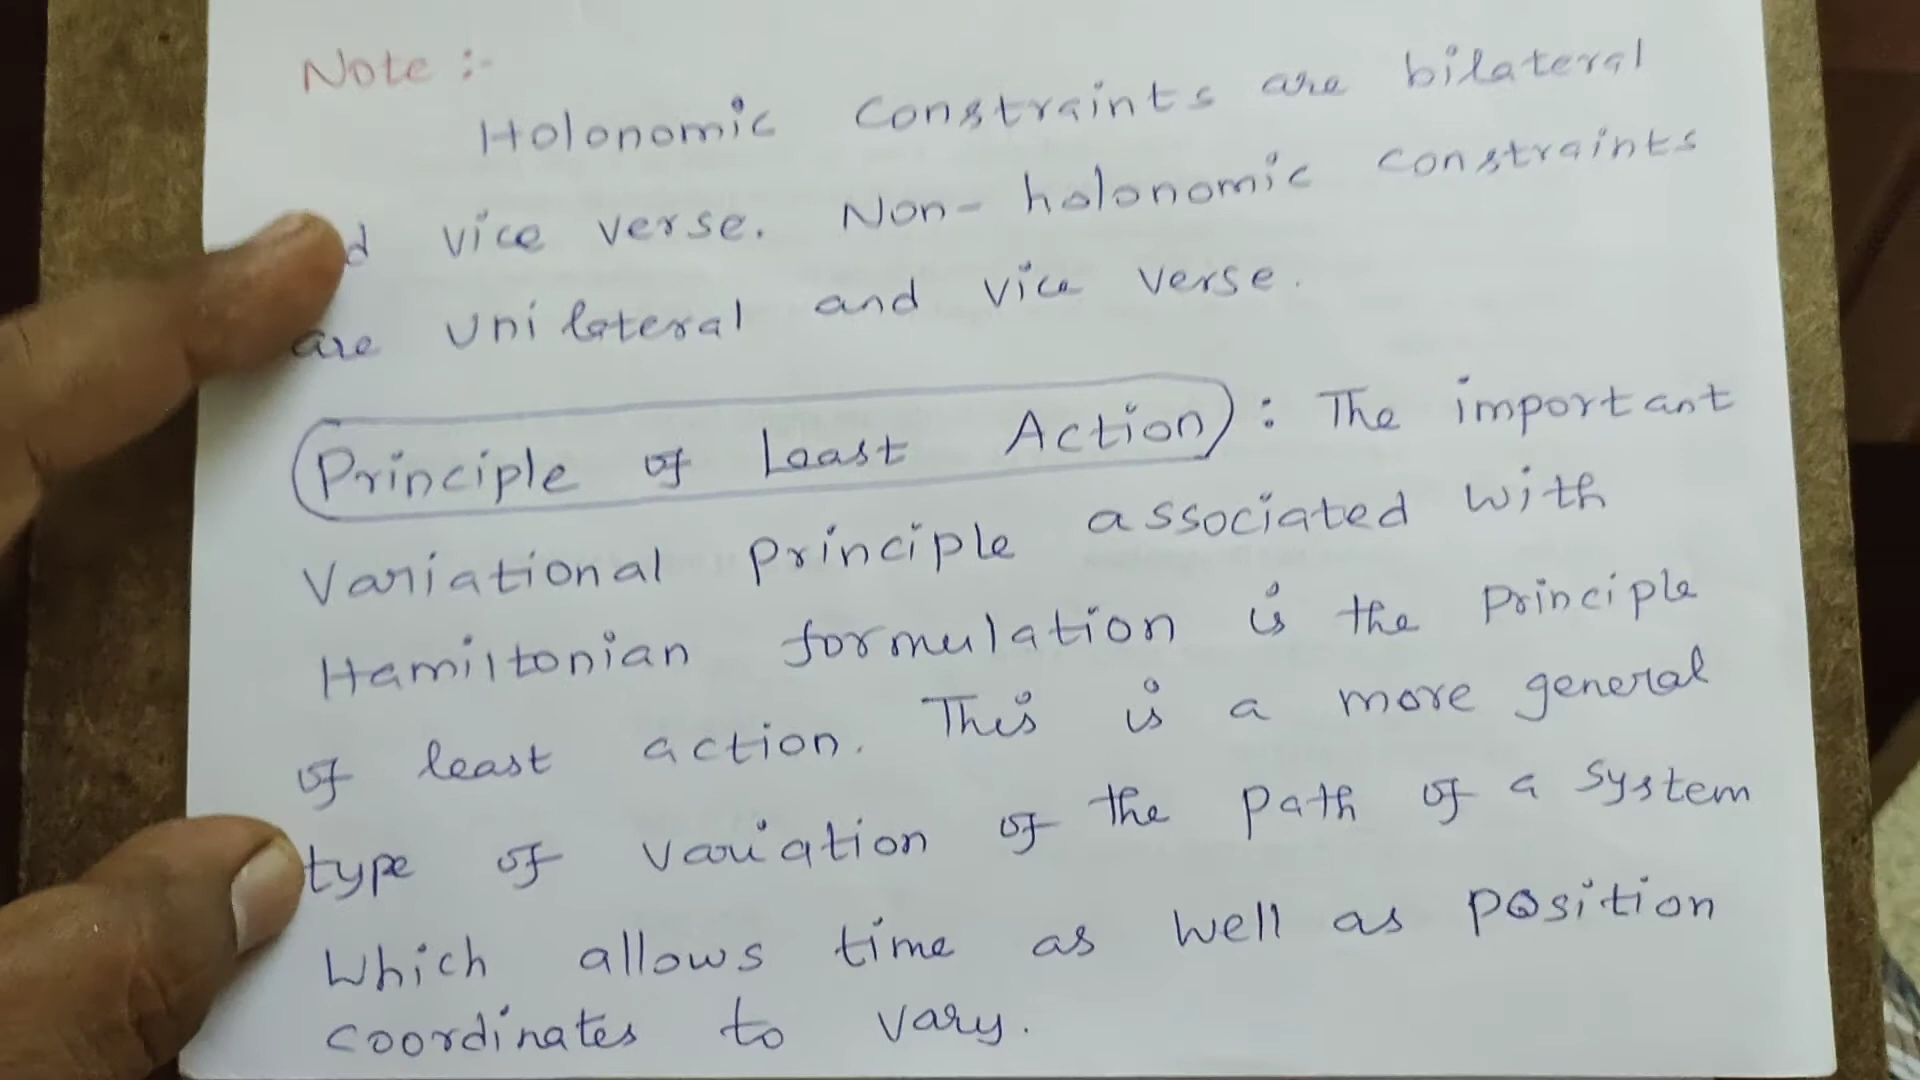 Note :-
Holonomic constraints are bilateral
d vice verse. Non-holonomic constraints
are unilateral and vice verse.
Principle of Least Action : The important
Variational principle associated with
Hamiltonian formulation is the principle
of least action. This is a more general
type of variation of the path of a system
which allows time as well as position
coordinates to vary.